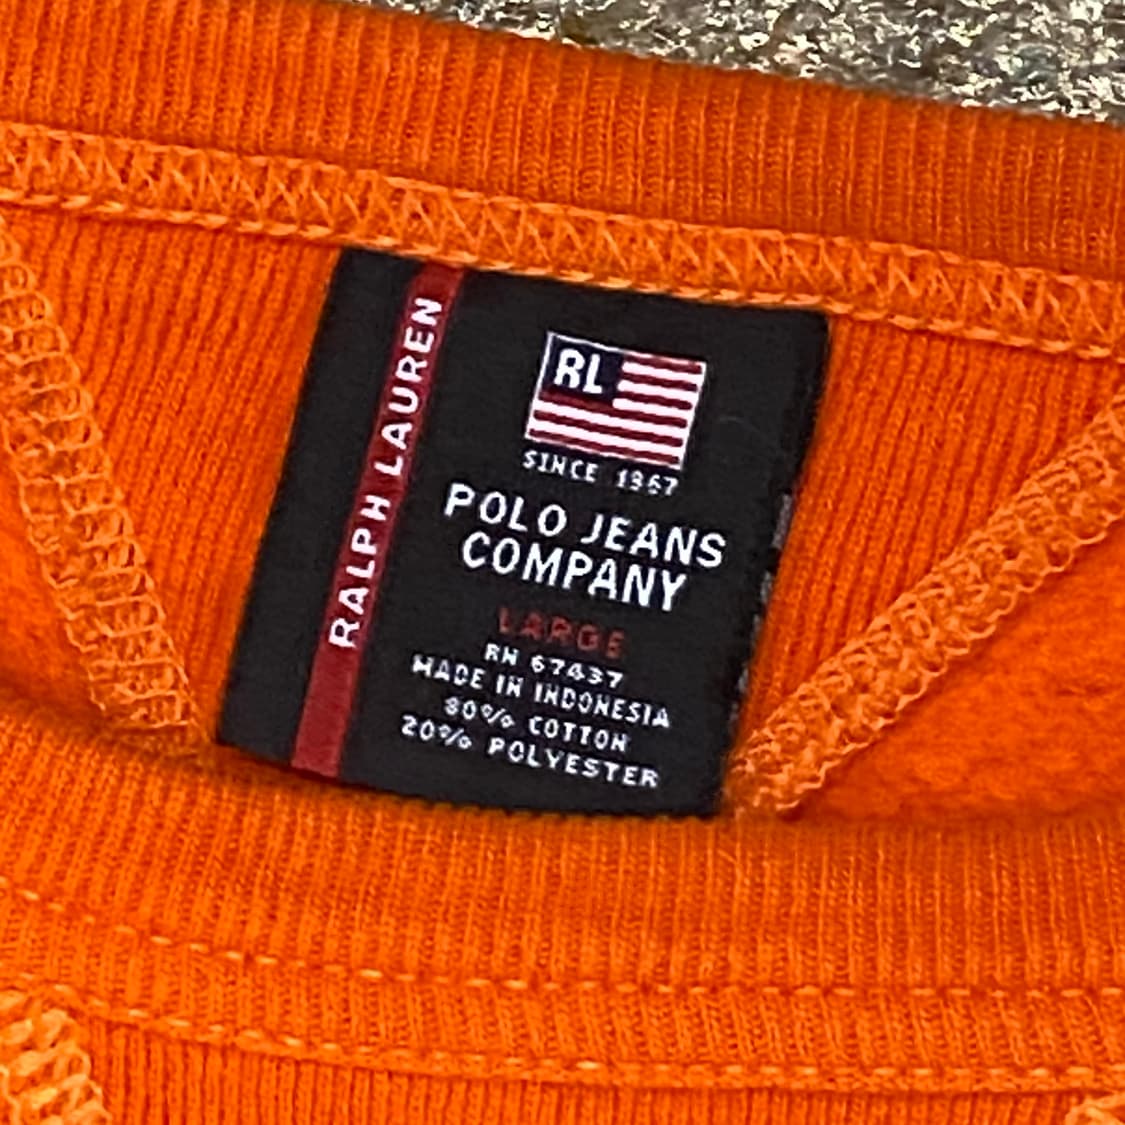 RALPH LAUREN
RL
SINCE 1967
POLO JEANS
COMPANY
LARGE
RN 67437
MADE IN INDONESIA
80% COTTON
20% POLYESTER